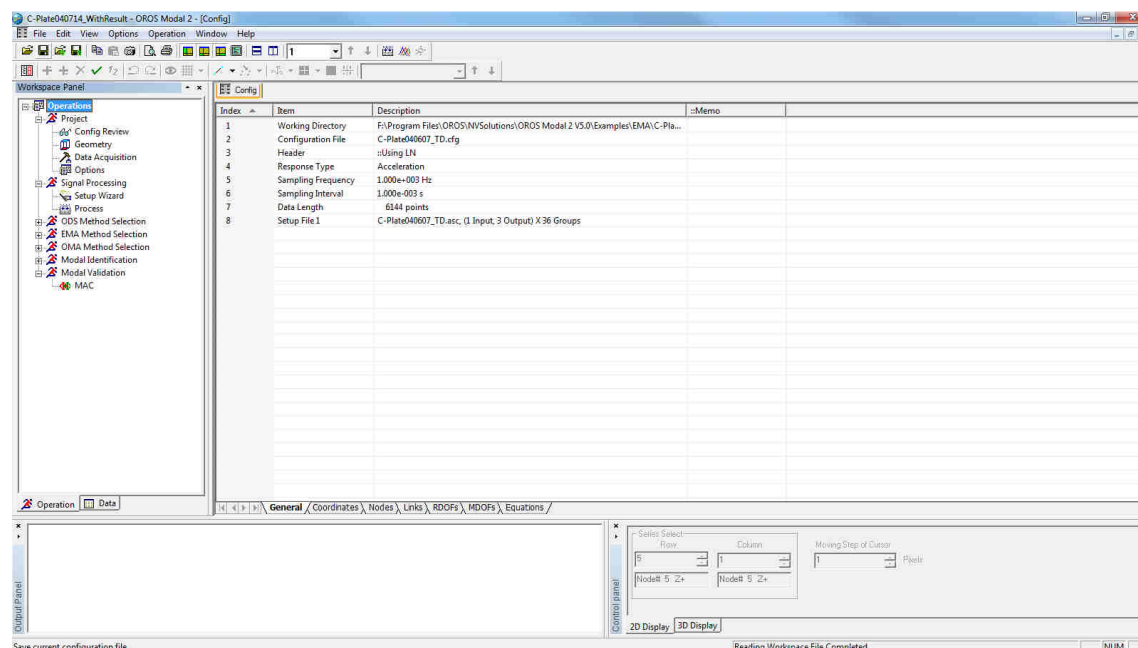 C-Plate040714_WithResult - OROS Modal 2 - [Config]
File Edit View Options Operation Window Help
1
Workspace Panel
Operations
Project
Config Review
Geometry
Data Acquisition
Options
Signal Processing
Setup Wizard
Process
ODS Method Selection
EMA Method Selection
OMA Method Selection
Modal Identification
Modal Validation
MAC
Operation Data
Config
Index Item Description ::Memo
1 Working Directory F:\Program Files\OROS\NVSolutions\OROS Modal 2 V5.0\Examples\EMA\C-Pla...
2 Configuration File C-Plate040607_TD.cfg
3 Header ::Using LN
4 Response Type Acceleration
5 Sampling Frequency 1.000e+003 Hz
6 Sampling Interval 1.000e-003 s
7 Data Length 6144 points
8 Setup File 1 C-Plate040607_TD.asc, (1 Input, 3 Output) X 36 Groups
General Coordinates Nodes Links RDOFs MDOFs Equations
Output Panel
Control panel
Series Select
Row Column Moving Step of Cursor
5 1 1 Pixels
Node# 5 Z+ Node# 5 Z+
2D Display 3D Display
Save current configuration file Reading Workspace File Completed NUM